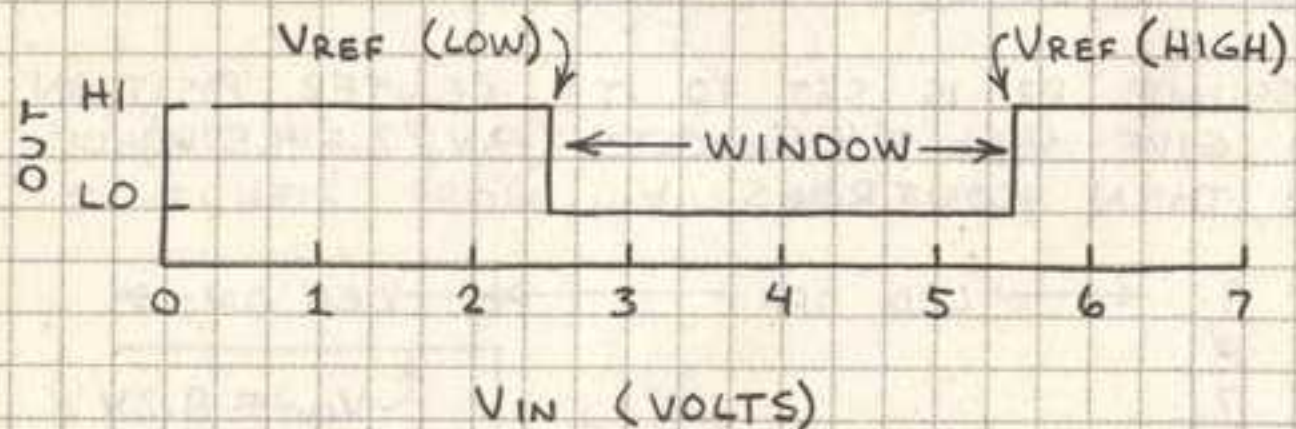 VREF (LOW) VREF (HIGH)
HI
OUT
WINDOW
LO
0 1 2 3 4 5 6 7
VIN (VOLTS)